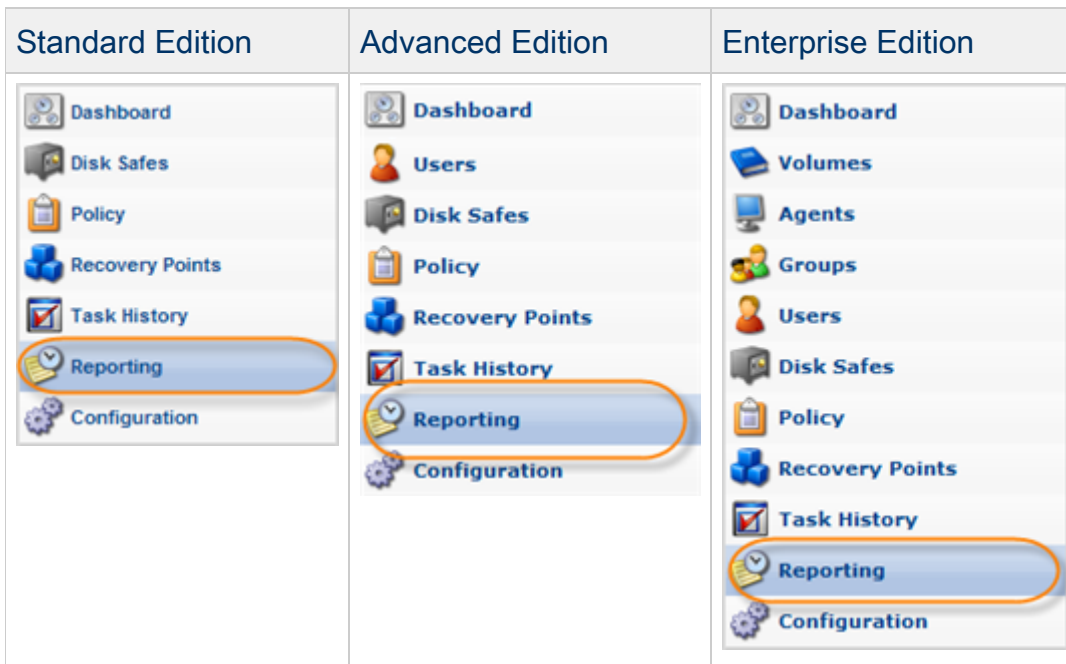 Standard Edition
Advanced Edition
Enterprise Edition
Dashboard
Disk Safes
Policy
Recovery Points
Task History
Reporting
Configuration
Dashboard
Users
Disk Safes
Policy
Recovery Points
Task History
Reporting
Configuration
Dashboard
Volumes
Agents
Groups
Users
Disk Safes
Policy
Recovery Points
Task History
Reporting
Configuration